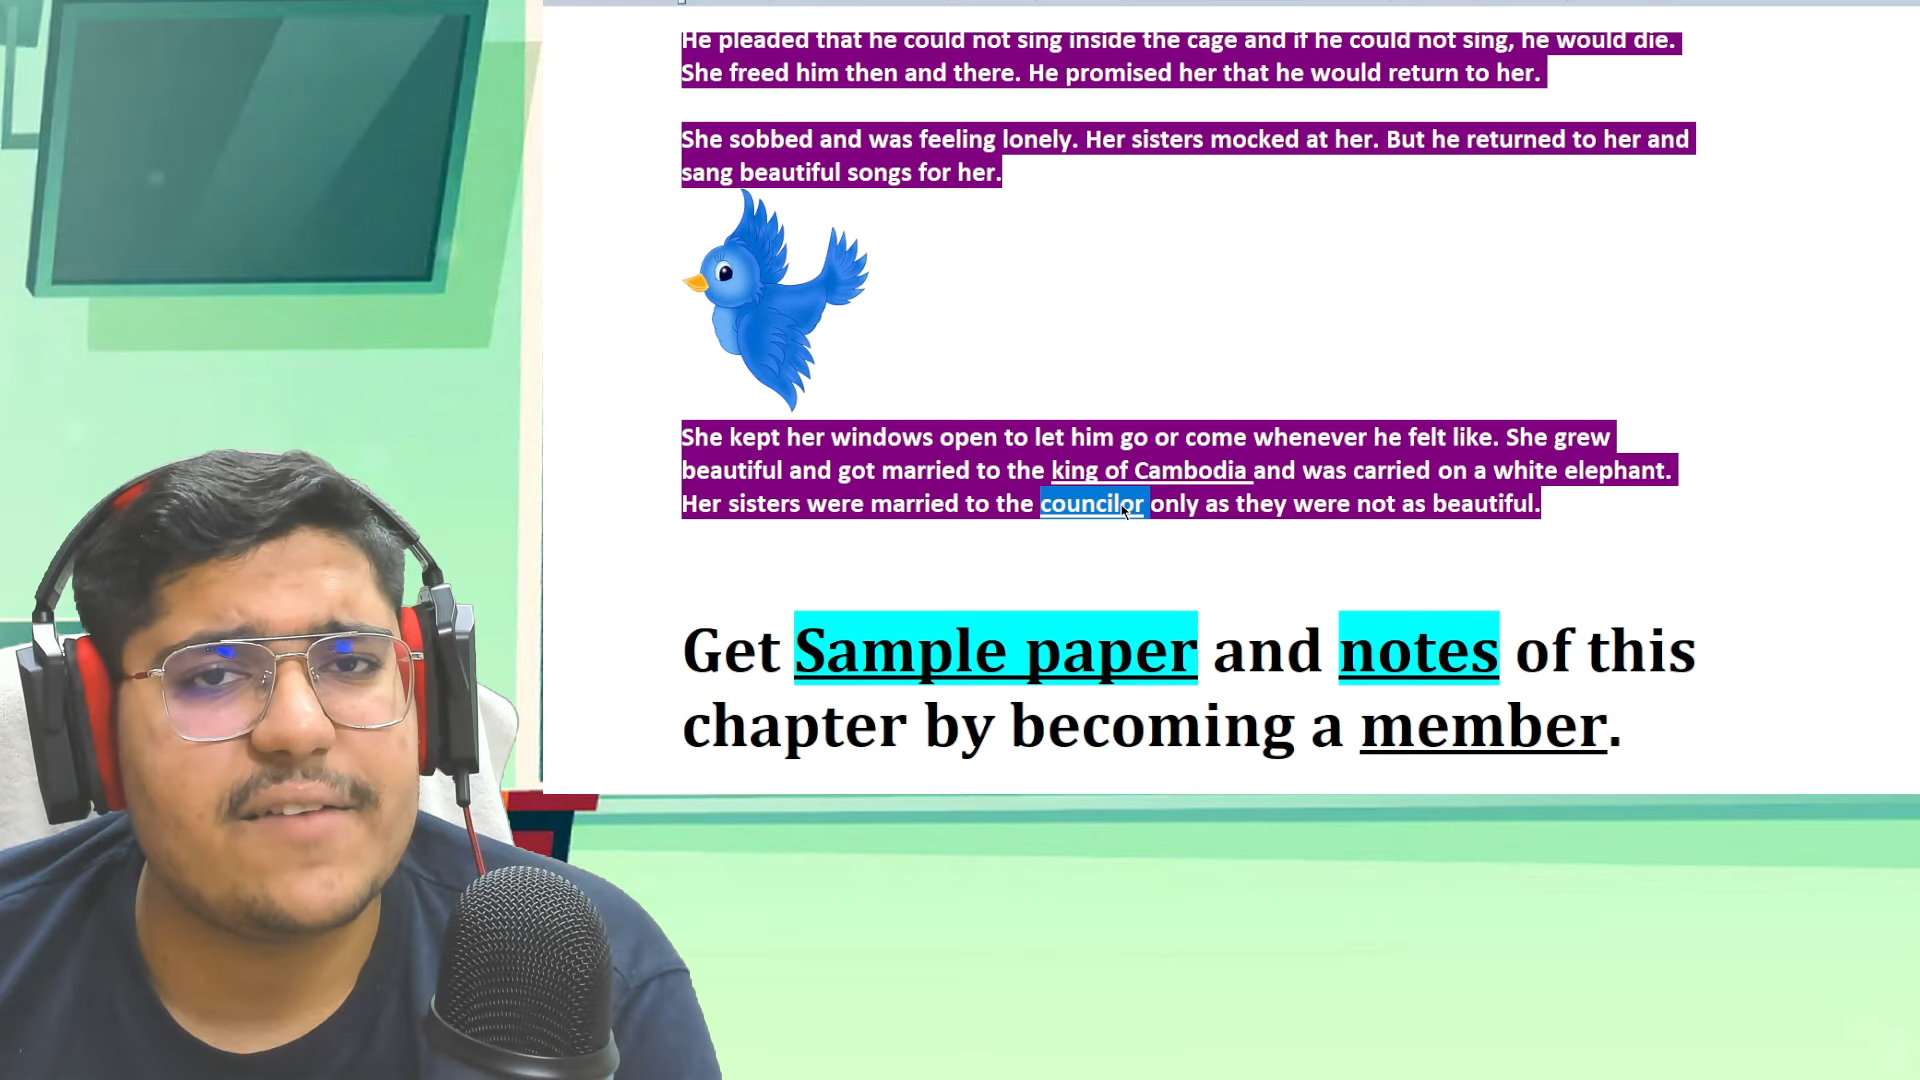 He pleaded that he could not sing inside the cage and if he could not sing, he would die.
She freed him then and there. He promised her that he would return to her.
She sobbed and was feeling lonely. Her sisters mocked at her. But he returned to her and
sang beautiful songs for her.
She kept her windows open to let him go or come whenever he felt like. She grew
beautiful and got married to the king of Cambodia and was carried on a white elephant.
Her sisters were married to the councilor only as they were not as beautiful.
Get Sample paper and notes of this
chapter by becoming a member.